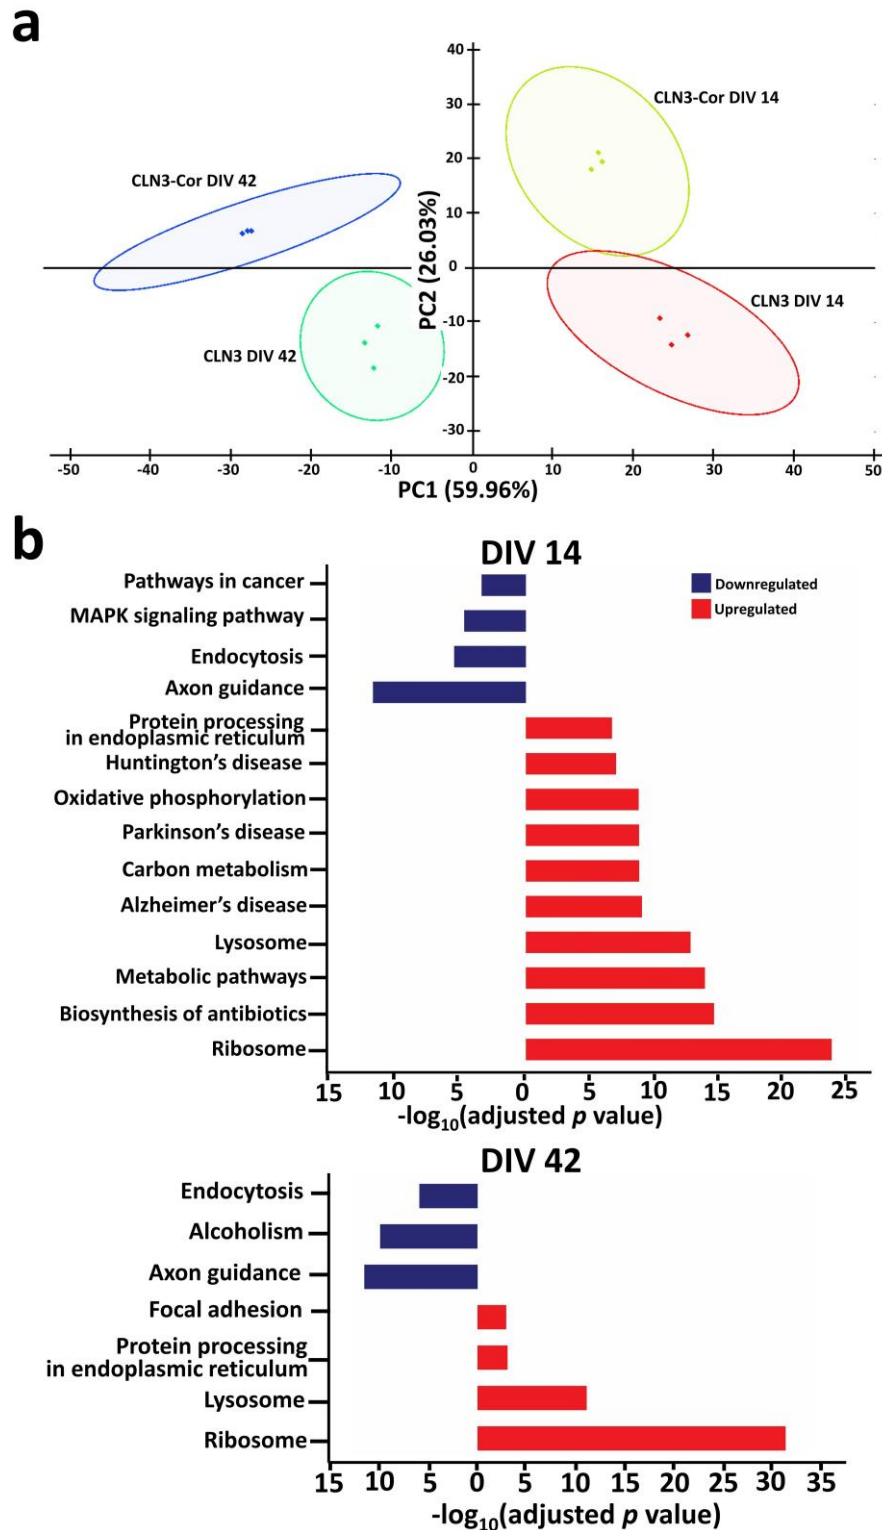 a
40
CLN3-Cor DIV 14
30
20
CLN3-Cor DIV 42
10
PC2 (26.03%)
0
CLN3 DIV 14
-10
CLN3 DIV 42
-20
-30
-50 -40 -30 -20 -10 0 10 20 30 40 50
PC1 (59.96%)
b
DIV 14
Downregulated
Upregulated
Pathways in cancer
MAPK signaling pathway
Endocytosis
Axon guidance
Protein processing
in endoplasmic reticulum
Huntington's disease
Oxidative phosphorylation
Parkinson's disease
Carbon metabolism
Alzheimer's disease
Lysosome
Metabolic pathways
Biosynthesis of antibiotics
Ribosome
15 10 5 0 5 10 15 20 25
-log10(adjusted p value)
DIV 42
Endocytosis
Alcoholism
Axon guidance
Focal adhesion
Protein processing
in endoplasmic reticulum
Lysosome
Ribosome
15 10 5 0 5 10 15 20 25 30 35
-log10(adjusted p value)